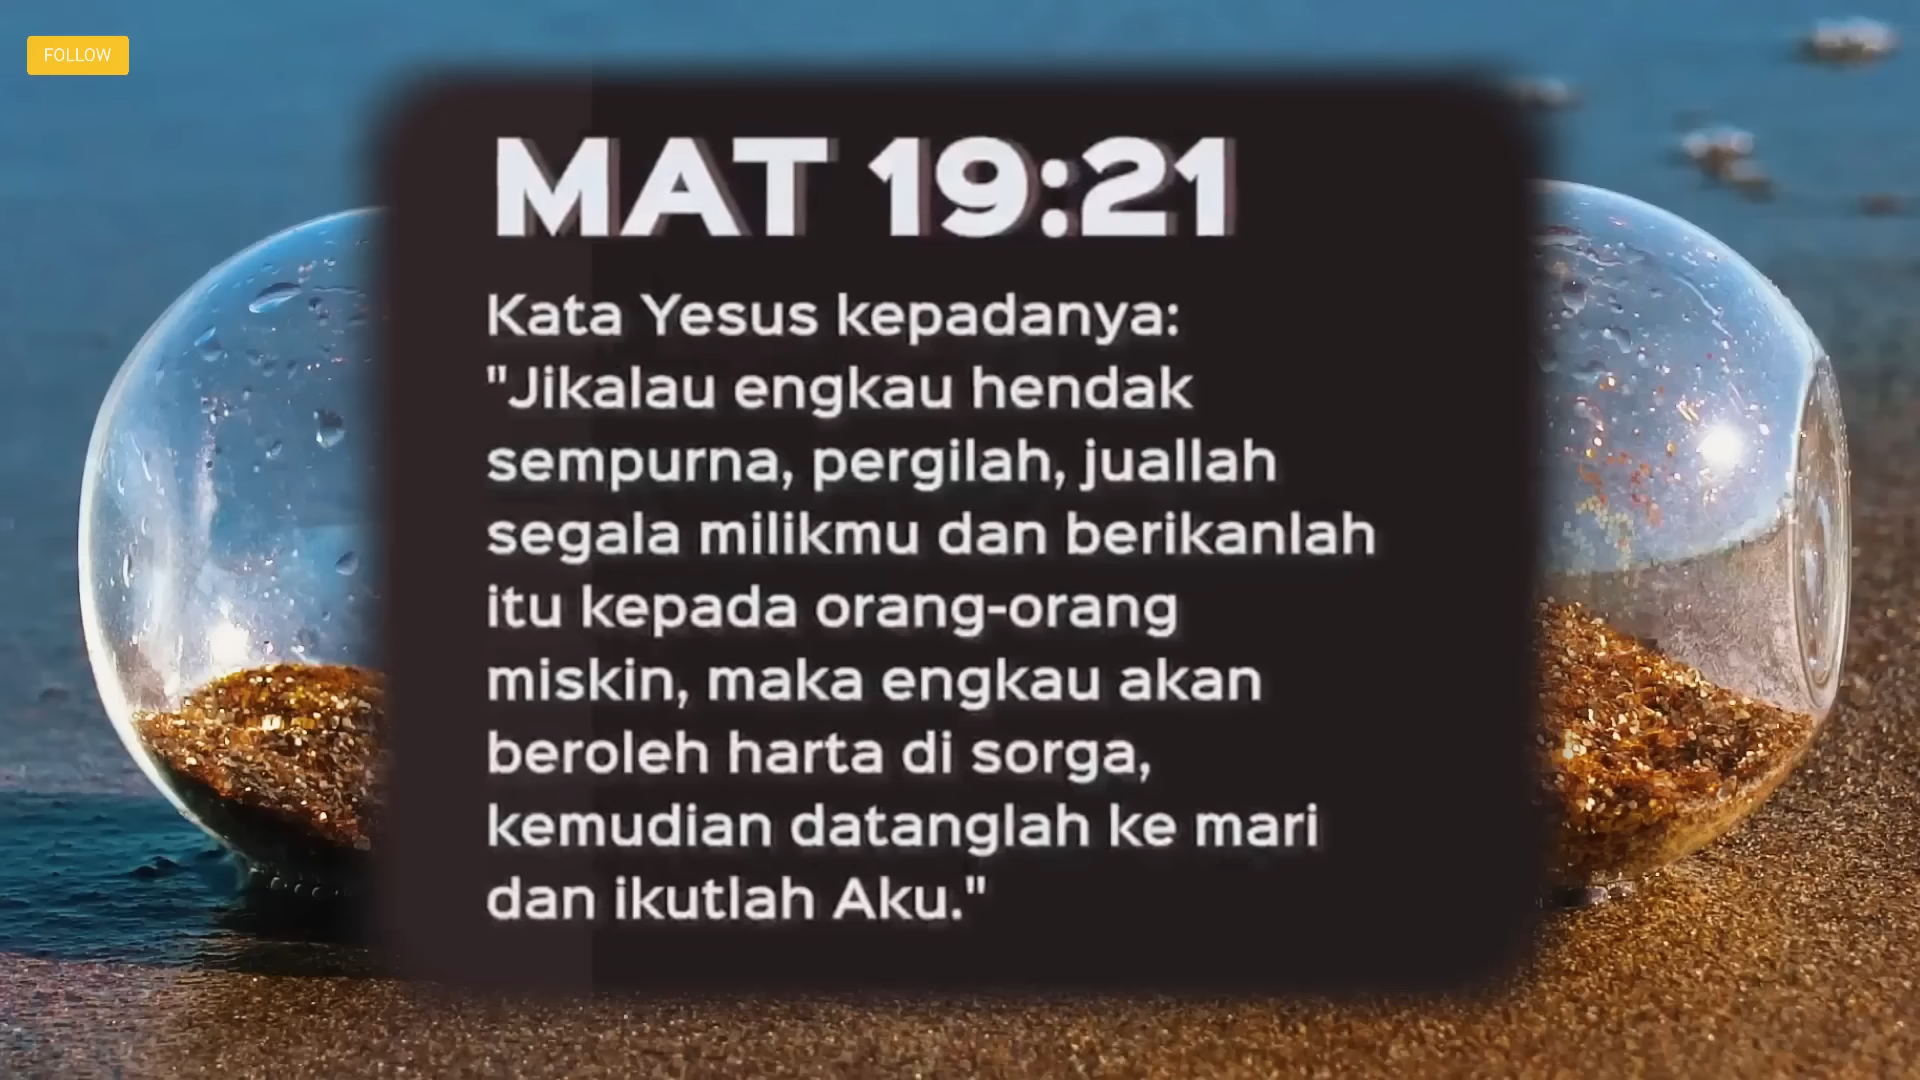 FOLLOW
MAT 19:21
Kata Yesus kepadanya:
"Jikalau engkau hendak
sempurna, pergilah, juallah
segala milikmu dan berikanlah
itu kepada orang-orang
miskin, maka engkau akan
beroleh harta di sorga,
kemudian datanglah ke mari
dan ikutlah Aku."